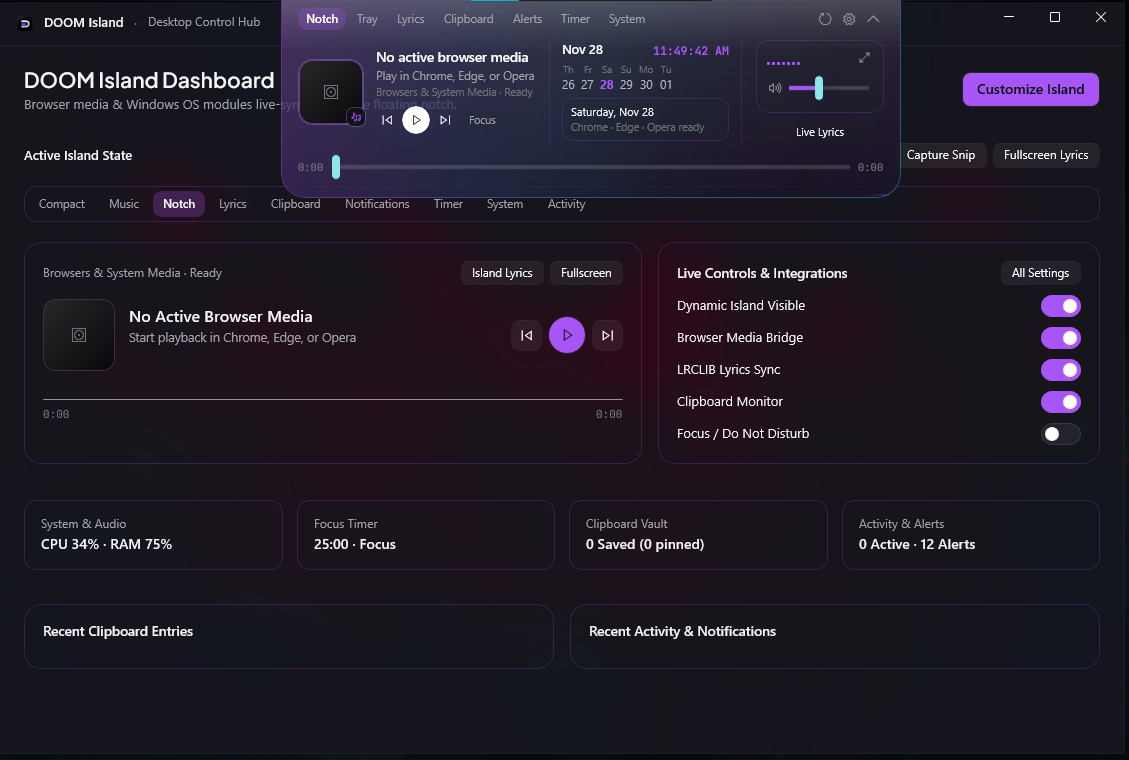 DOOM Island · Desktop Control Hub
Notch Tray Lyrics Clipboard Alerts Timer System
No active browser media
Play in Chrome, Edge, or Opera
Browsers & System Media · Ready
Focus
0:00
0:00
Nov 28
11:49:42 AM
Th Fr Sa Su Mo Tu
26 27 28 29 30 01
Saturday, Nov 28
Chrome · Edge · Opera ready
Live Lyrics
DOOM Island Dashboard
Browser media & Windows OS modules live-syn floating notch.
Customize Island
Active Island State
Capture Snip
Fullscreen Lyrics
Compact Music Notch Lyrics Clipboard Notifications Timer System Activity
Browsers & System Media · Ready
Island Lyrics
Fullscreen
No Active Browser Media
Start playback in Chrome, Edge, or Opera
0:00
0:00
Live Controls & Integrations
All Settings
Dynamic Island Visible
Browser Media Bridge
LRCLIB Lyrics Sync
Clipboard Monitor
Focus / Do Not Disturb
System & Audio
CPU 34% · RAM 75%
Focus Timer
25:00 · Focus
Clipboard Vault
0 Saved (0 pinned)
Activity & Alerts
0 Active · 12 Alerts
Recent Clipboard Entries
Recent Activity & Notifications